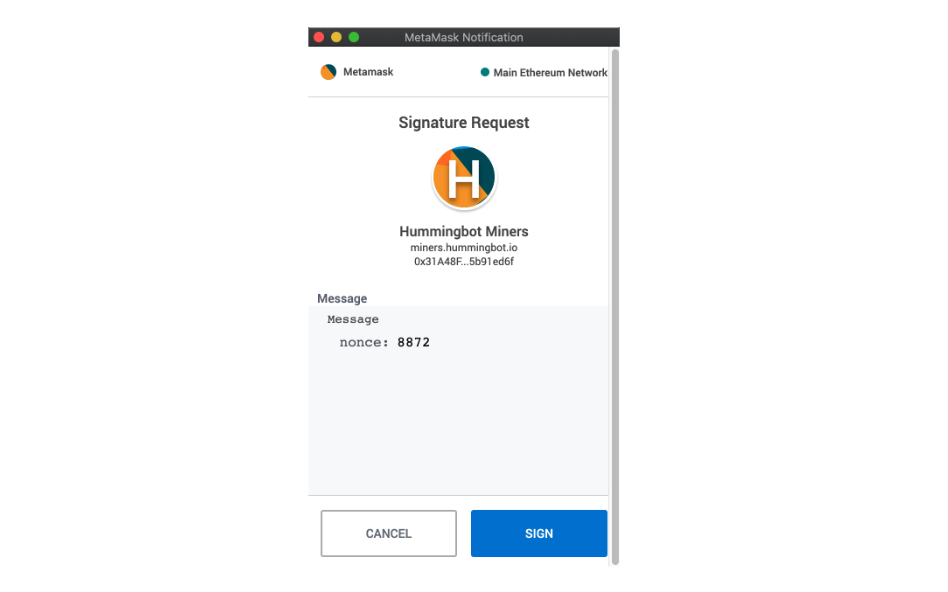 MetaMask Notification
Metamask
Main Ethereum Network
Signature Request
H
Hummingbot Miners
miners.hummingbot.io
0x31A48F...5b91ed6f
Message
Message
nonce: 8872
CANCEL
SIGN